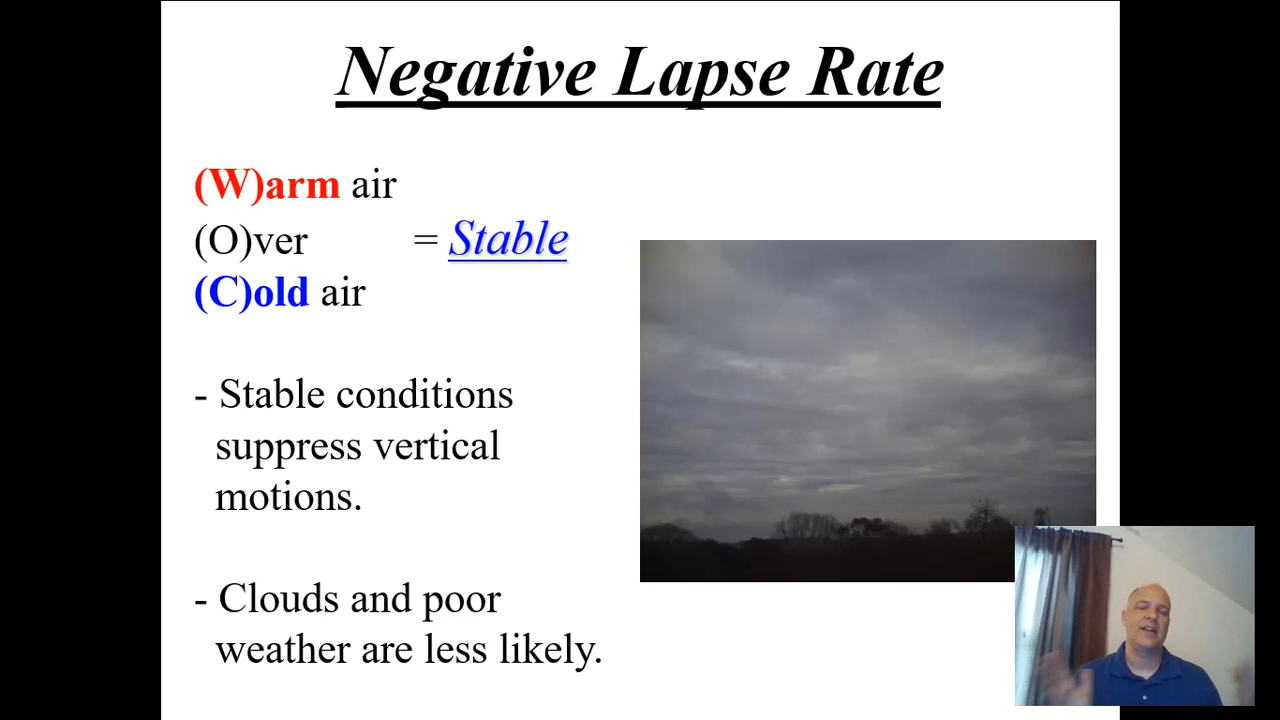 Negative Lapse Rate
(W)arm air
(O)ver = Stable
(C)old air
- Stable conditions
suppress vertical
motions.
- Clouds and poor
weather are less likely.